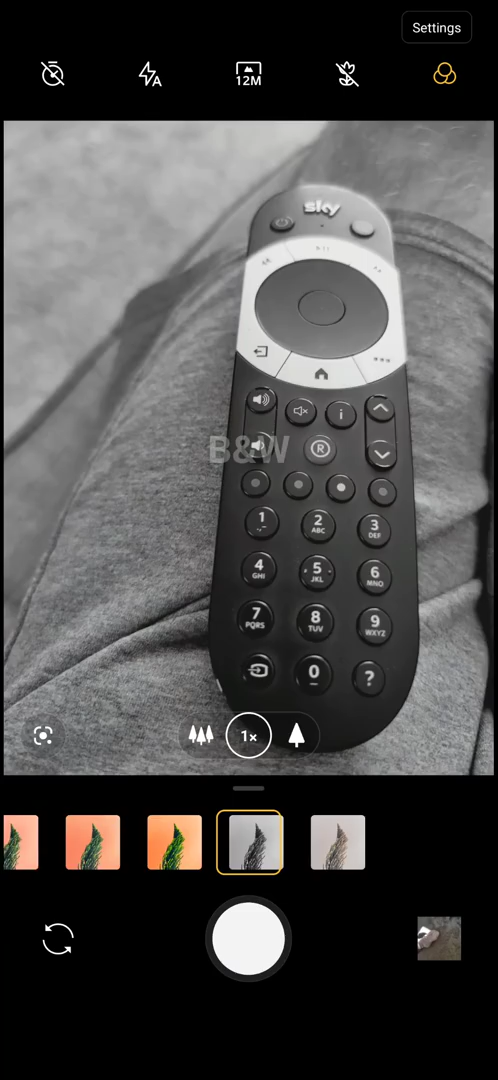 Settings
A
12M
sky
i
B&W
R
1 2 ABC 3 DEF
4 GHI 5 JKL 6 MNO
7 PQRS 8 TUV 9 WXYZ
0 ?
1×